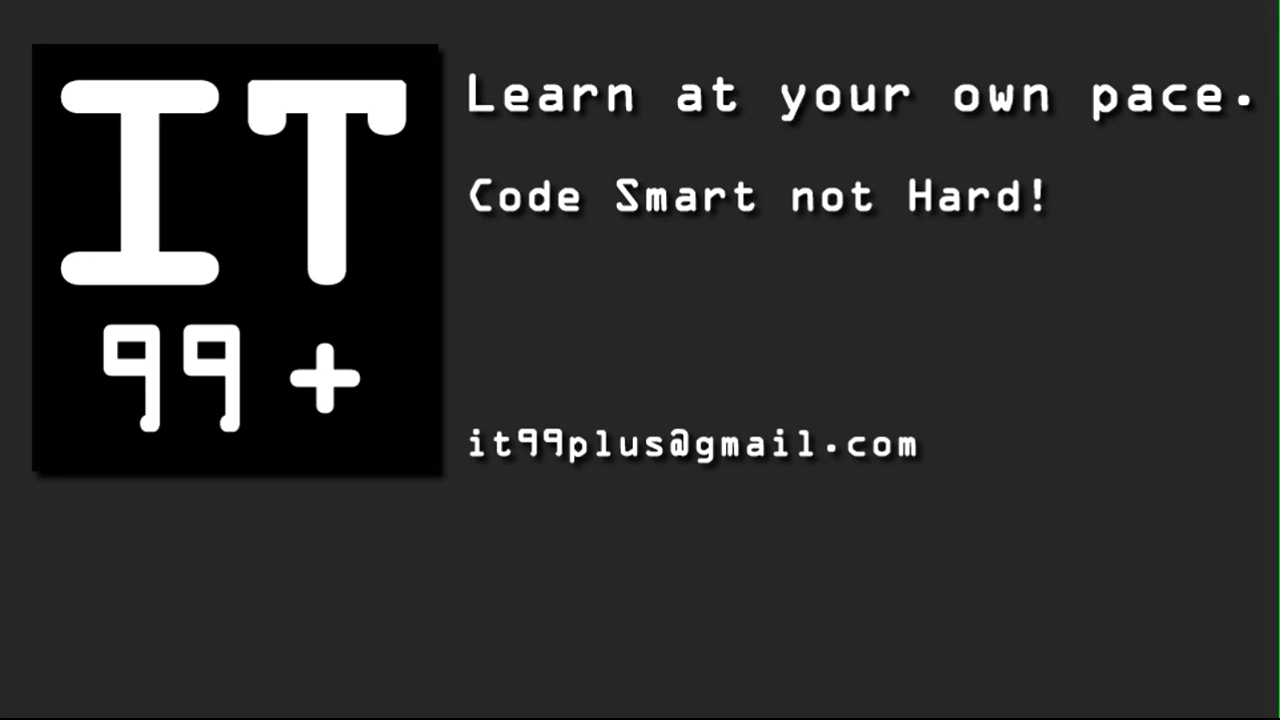 IT
99 +
Learn at your own pace.
Code Smart not Hard!
it99plus@gmail.com